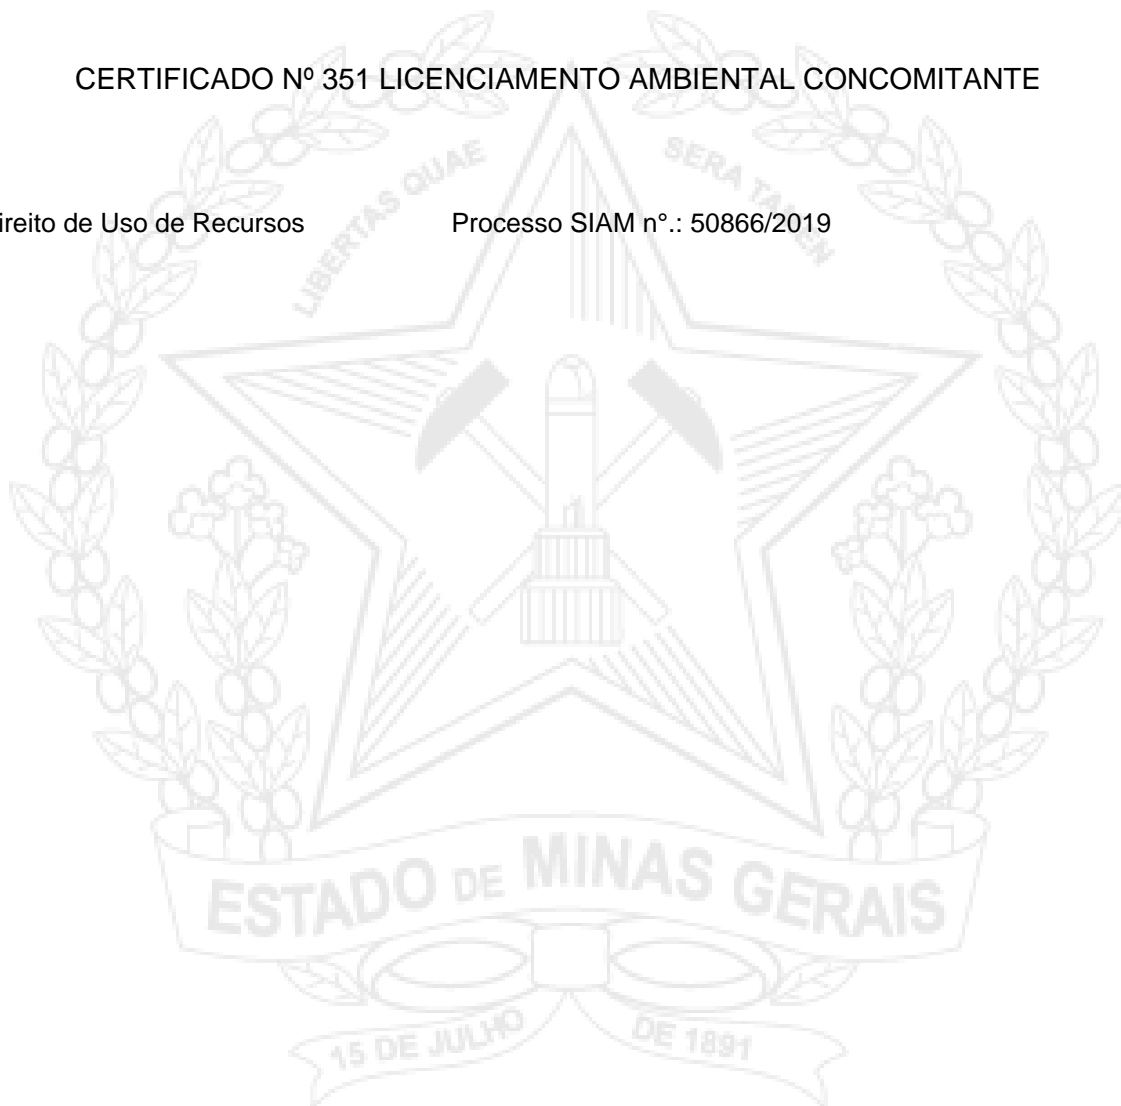 CERTIFICADO Nº 351 LICENCIAMENTO AMBIENTAL CONCOMITANTE
LIBERTAS QUAE SERA TAMEN
ireito de Uso de Recursos Processo SIAM n°.: 50866/2019
ESTADO DE MINAS GERAIS
15 DE JULHO DE 1891